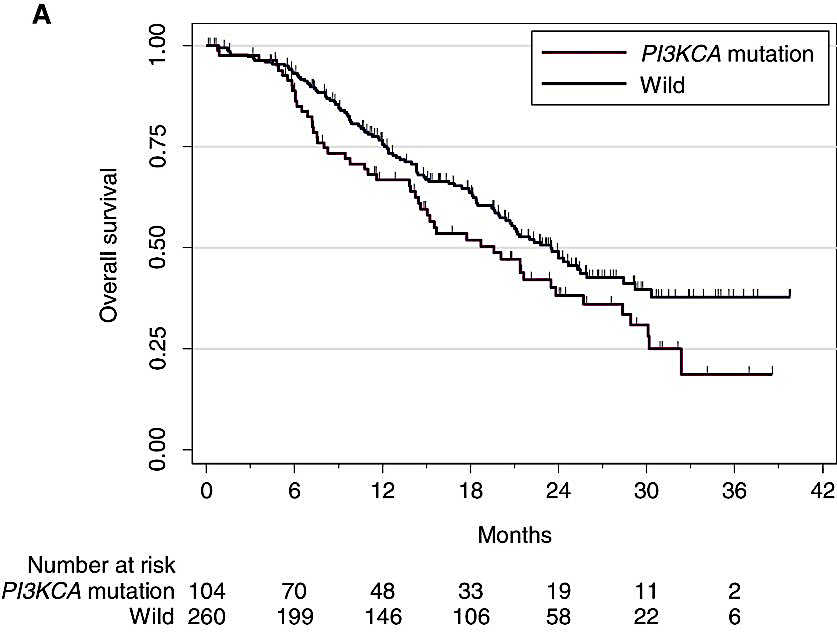 A
1.00
0.75
0.50
0.25
0.00
Overall survival
PI3KCA mutation
Wild
0 6 12 18 24 30 36 42
Months
Number at risk
PI3KCA mutation 104 70 48 33 19 11 2
Wild 260 199 146 106 58 22 6